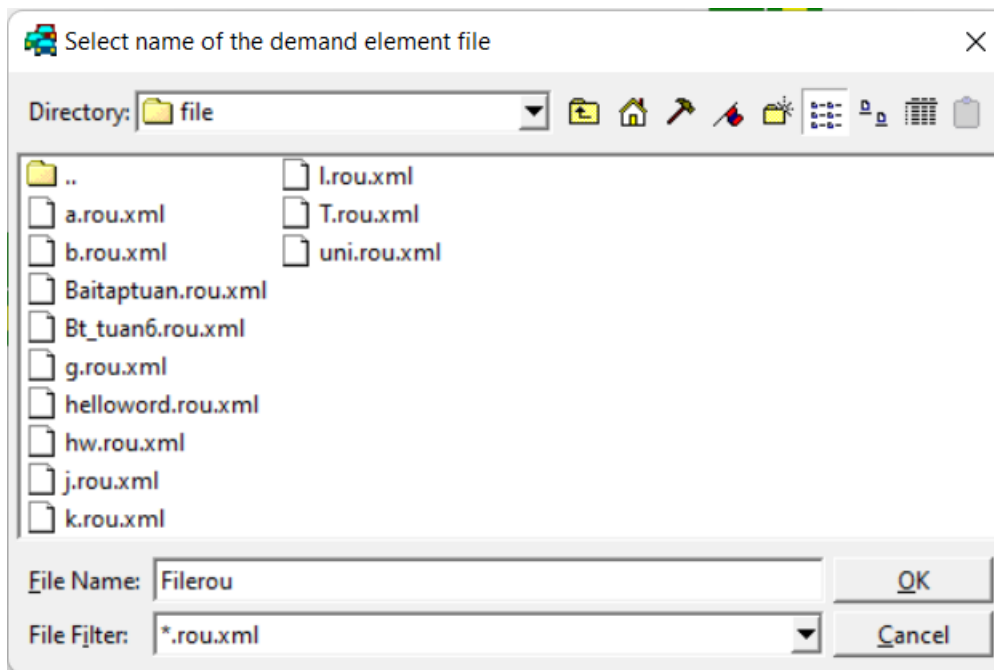 Select name of the demand element file
Directory: file
..
a.rou.xml
b.rou.xml
Baitaptuan.rou.xml
Bt_tuan6.rou.xml
g.rou.xml
helloword.rou.xml
hw.rou.xml
j.rou.xml
k.rou.xml
l.rou.xml
T.rou.xml
uni.rou.xml
File Name: Filerou
OK
File Filter: *.rou.xml
Cancel